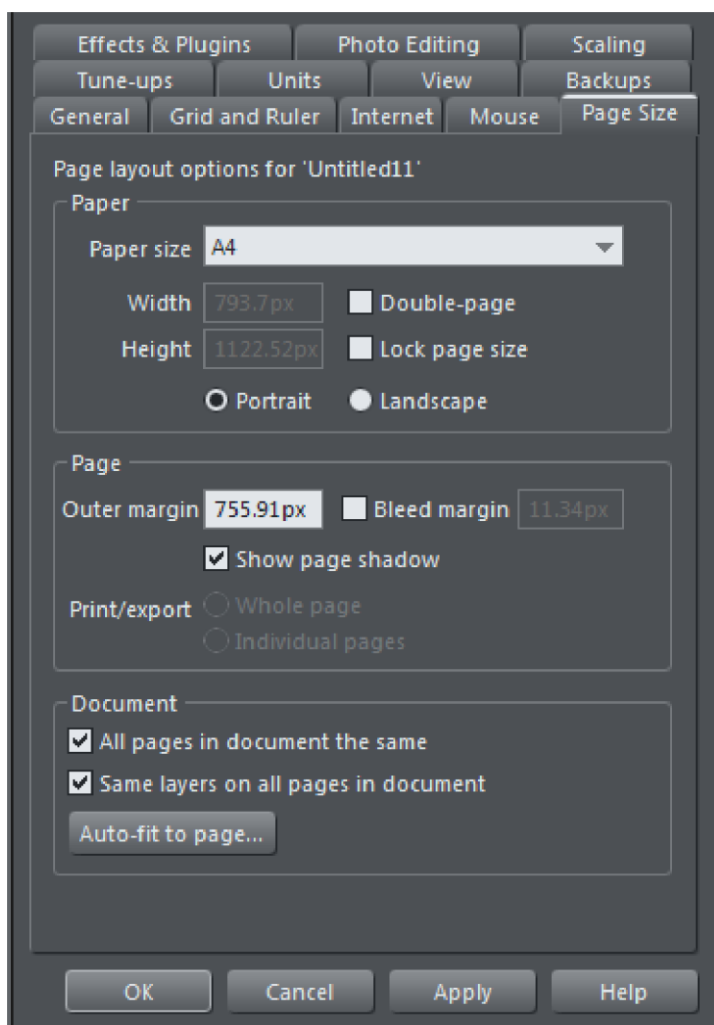 Effects & Plugins Photo Editing Scaling
Tune-ups Units View Backups
General Grid and Ruler Internet Mouse Page Size
Page layout options for 'Untitled11'
Paper
Paper size A4
Width 793.7px Double-page
Height 1122.52px Lock page size
Portrait Landscape
Page
Outer margin 755.91px Bleed margin 11.34px
Show page shadow
Print/export Whole page
Individual pages
Document
All pages in document the same
Same layers on all pages in document
Auto-fit to page...
OK Cancel Apply Help